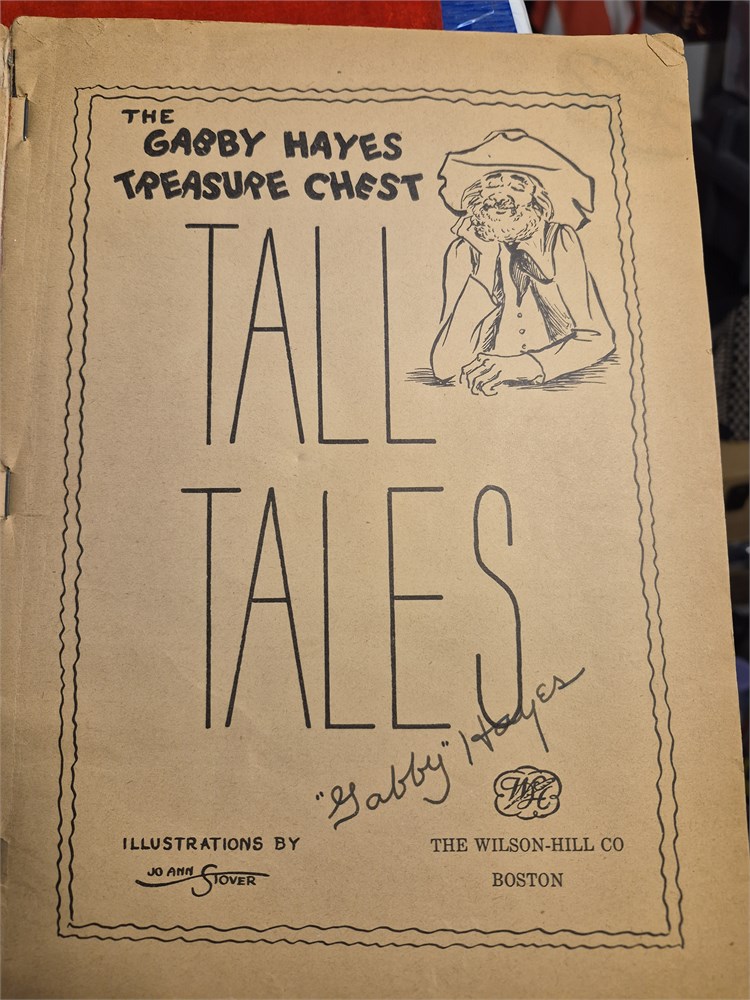 THE
GABBY HAYES
TREASURE CHEST
TALL
TALES
"Gabby" Hayes
WH
ILLUSTRATIONS BY
JO ANN STOVER
THE WILSON-HILL CO
BOSTON